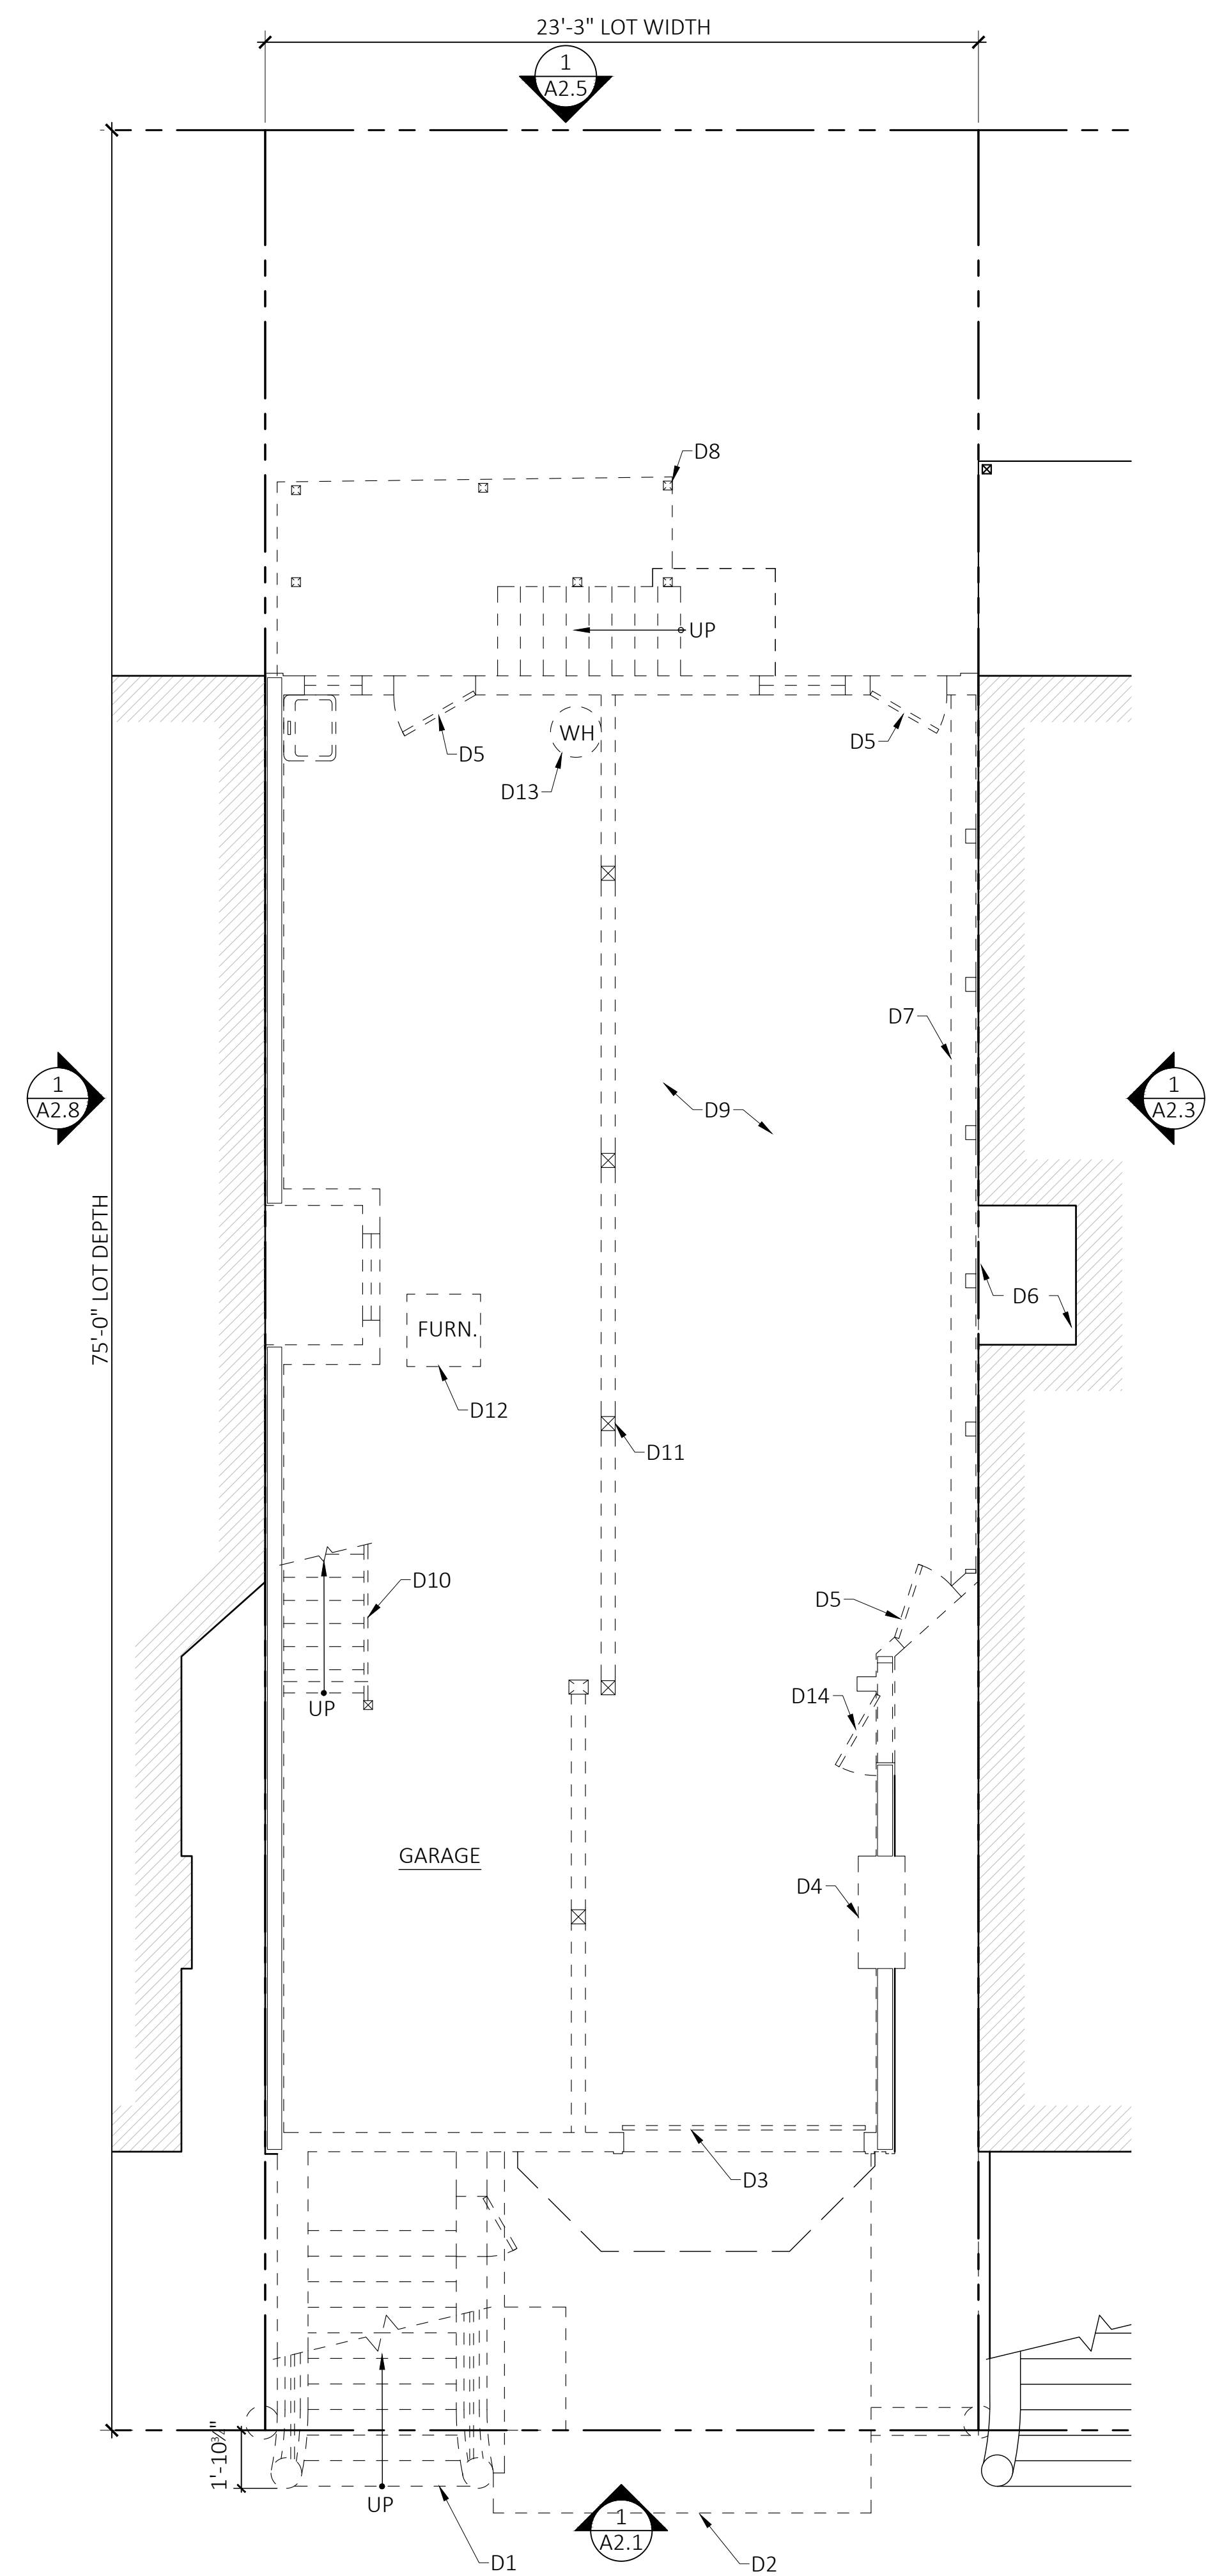 23'-3" LOT WIDTH
1
A2.5
D8
UP
WH
D5
D5
D13
D7
1
A2.8
D9
1
A2.3
75'-0" LOT DEPTH
D6
FURN.
D12
D11
D10
D5
D14
UP
GARAGE
D4
D3
1'-10¾"
UP
1
A2.1
D1
D2